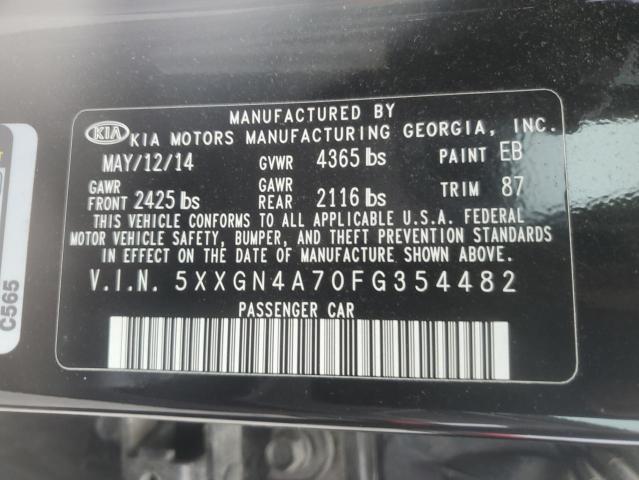 MANUFACTURED BY
KIA KIA MOTORS MANUFACTURING GEORGIA, INC.
MAY/12/14 GVWR 4365 lbs PAINT EB
GAWR FRONT 2425 lbs GAWR REAR 2116 lbs TRIM 87
THIS VEHICLE CONFORMS TO ALL APPLICABLE U.S.A. FEDERAL
MOTOR VEHICLE SAFETY, BUMPER, AND THEFT PREVENTION STANDARDS
IN EFFECT ON THE DATE OF MANUFACTURE SHOWN ABOVE.
V.I.N. 5XXGN4A70FG354482
PASSENGER CAR
C565